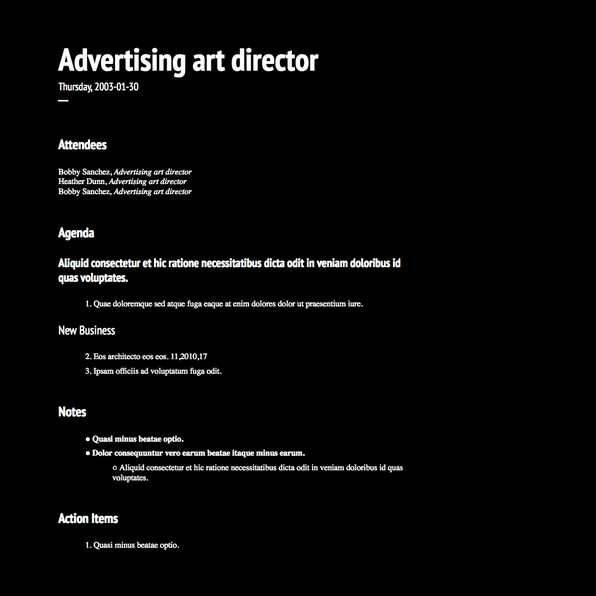 Advertising art director
Thursday, 2003-01-30
—
Attendees
Bobby Sanchez, Advertising art director
Heather Dunn, Advertising art director
Bobby Sanchez, Advertising art director
Agenda
Aliquid consectetur et hic ratione necessitatibus dicta odit in veniam doloribus id
quas voluptates.
1. Quae doloremque sed atque fuga eaque at enim dolores dolor ut praesentium iure.
New Business
2. Eos architecto eos eos. 11,2010,17
3. Ipsam officiis ad voluptatum fuga odit.
Notes
● Quasi minus beatae optio.
● Dolor consequuntur vero earum beatae itaque minus earum.
○ Aliquid consectetur et hic ratione necessitatibus dicta odit in veniam doloribus id quas
voluptates.
Action Items
1. Quasi minus beatae optio.